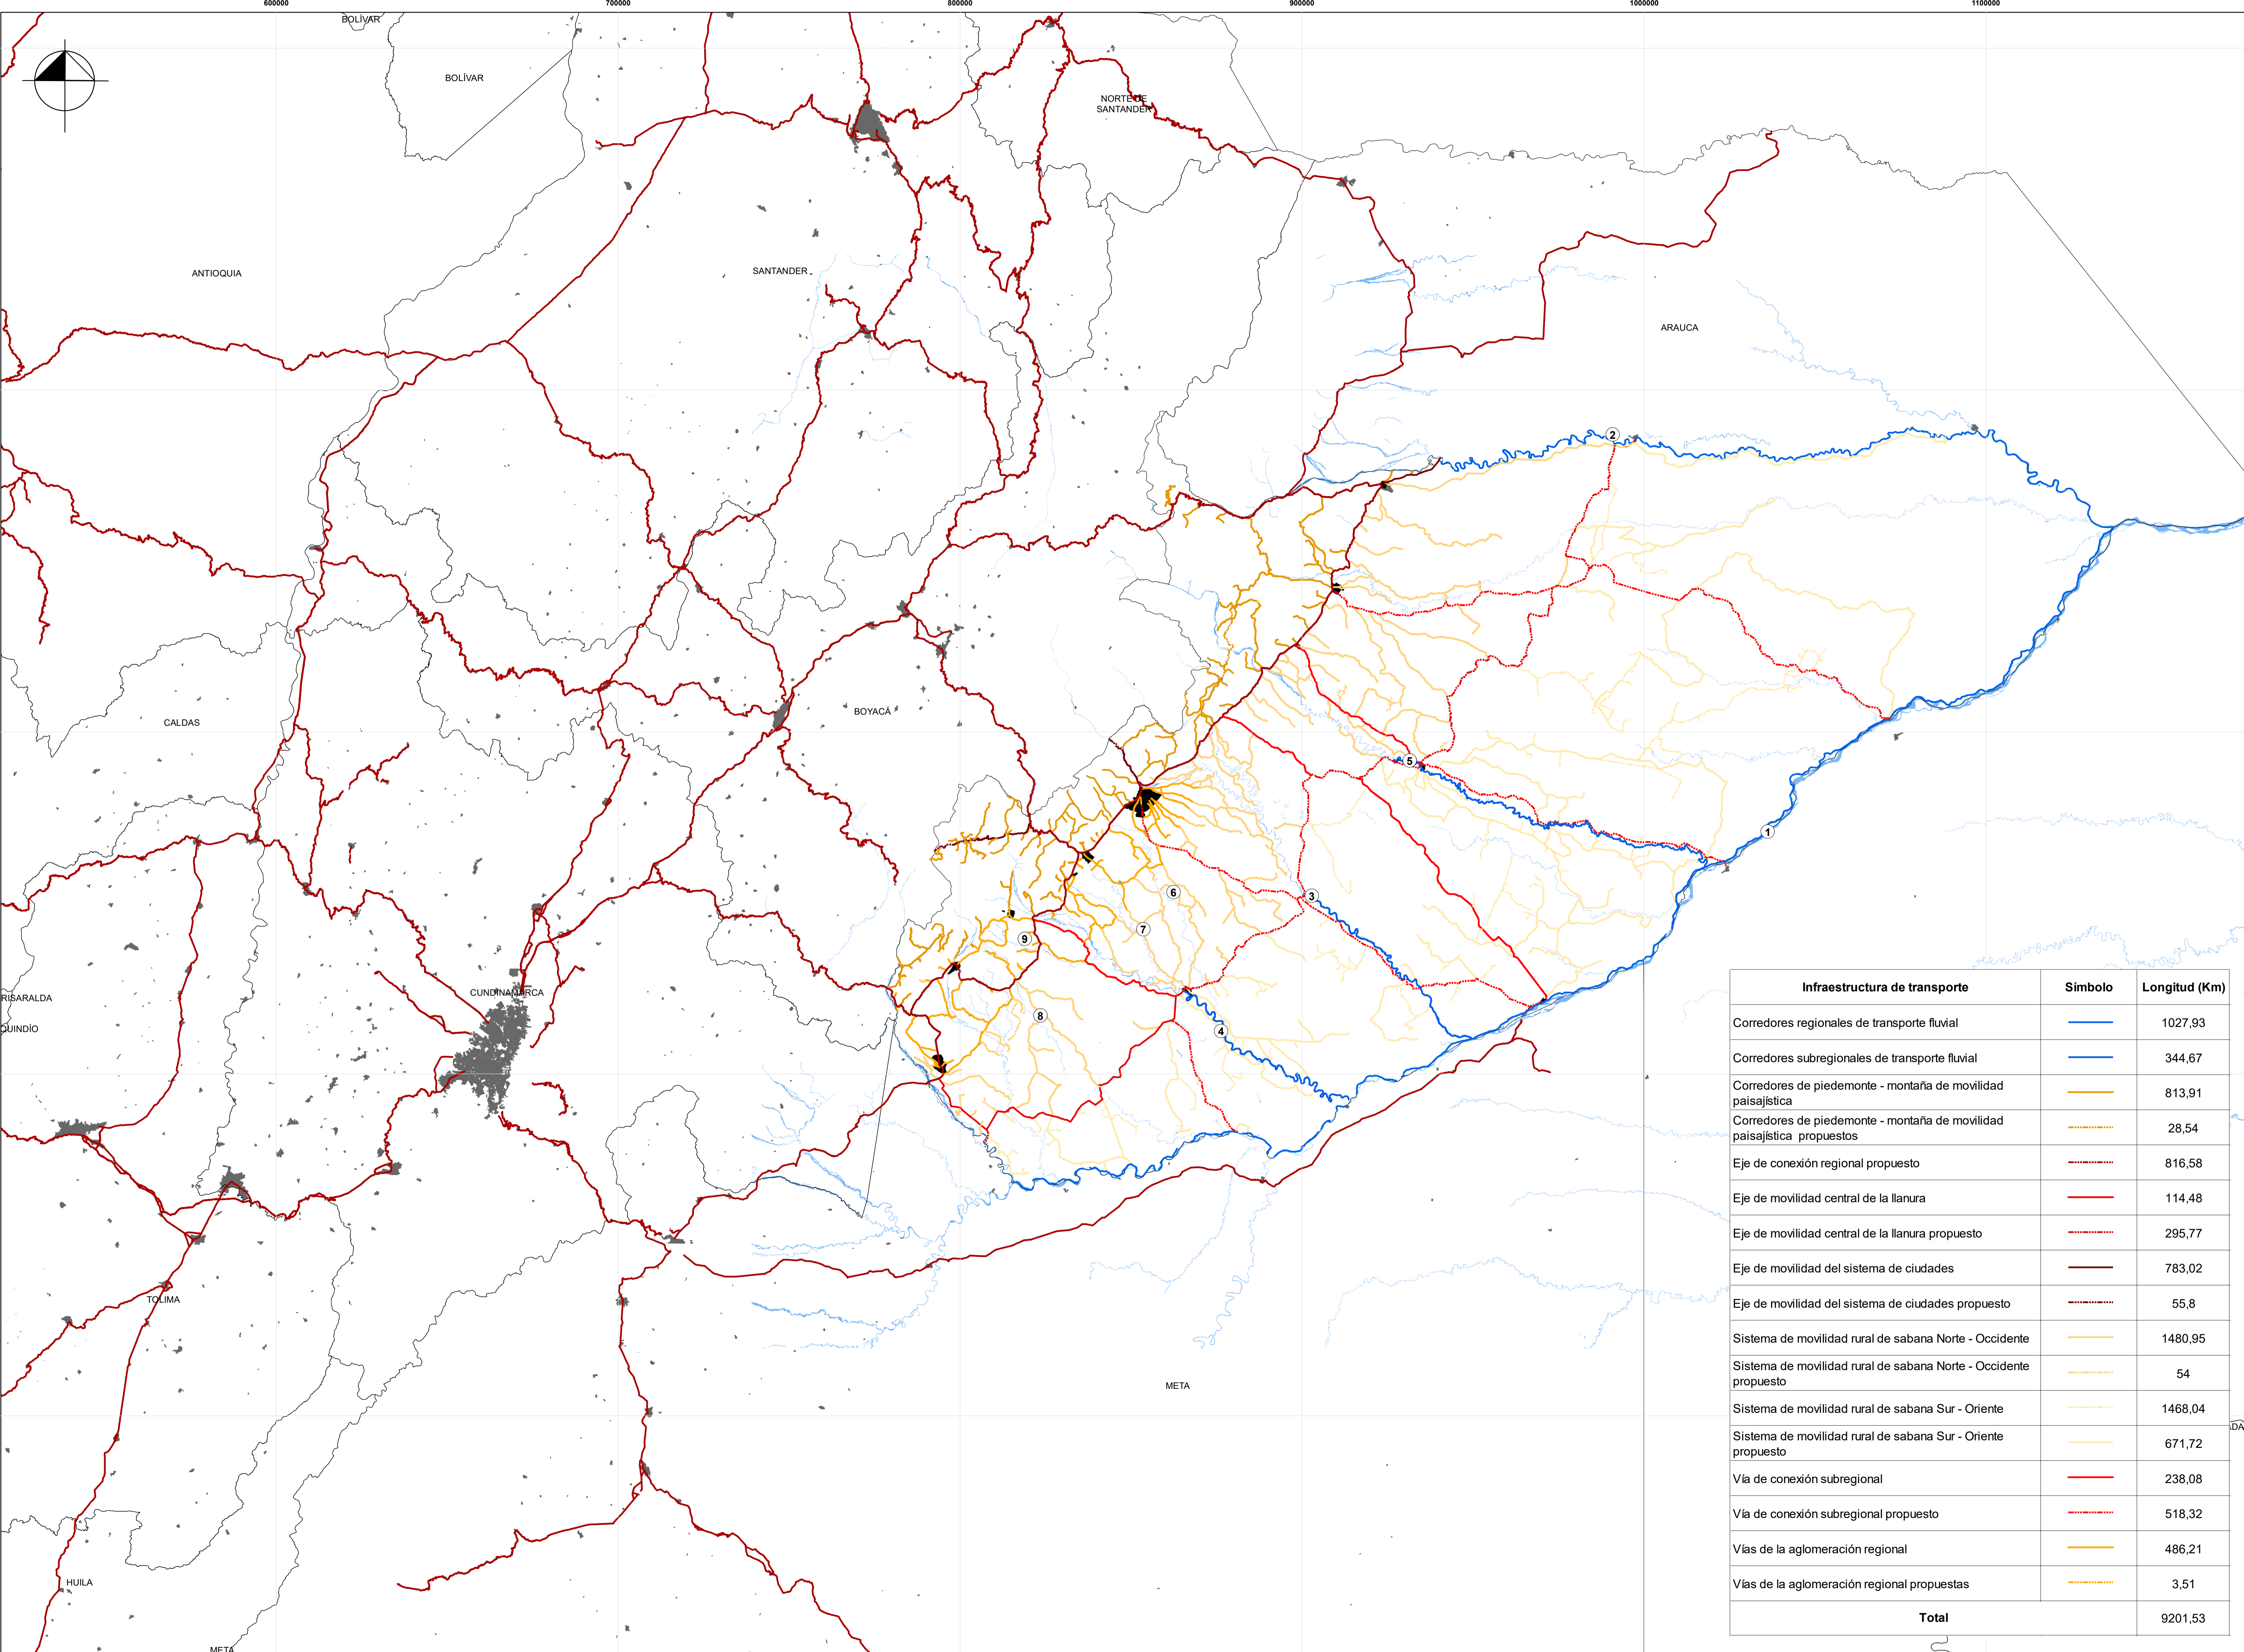 600000
700000
800000
900000
1000000
1100000
BOLÍVAR
BOLÍVAR
NORTE DE
SANTANDER
ANTIOQUIA
SANTANDER
ARAUCA
2
CALDAS
BOYACÁ
5
1
6
3
7
9
RISARALDA
CUNDINAMARCA
8
QUINDÍO
4
TOLIMA
META
HUILA
META
ADA
Infraestructura de transporte Símbolo Longitud (Km)
Corredores regionales de transporte fluvial 1027,93
Corredores subregionales de transporte fluvial 344,67
Corredores de piedemonte - montaña de movilidad
paisajística 813,91
Corredores de piedemonte - montaña de movilidad
paisajística propuestos 28,54
Eje de conexión regional propuesto 816,58
Eje de movilidad central de la llanura 114,48
Eje de movilidad central de la llanura propuesto 295,77
Eje de movilidad del sistema de ciudades 783,02
Eje de movilidad del sistema de ciudades propuesto 55,8
Sistema de movilidad rural de sabana Norte - Occidente 1480,95
Sistema de movilidad rural de sabana Norte - Occidente
propuesto 54
Sistema de movilidad rural de sabana Sur - Oriente 1468,04
Sistema de movilidad rural de sabana Sur - Oriente
propuesto 671,72
Vía de conexión subregional 238,08
Vía de conexión subregional propuesto 518,32
Vías de la aglomeración regional 486,21
Vías de la aglomeración regional propuestas 3,51
Total 9201,53